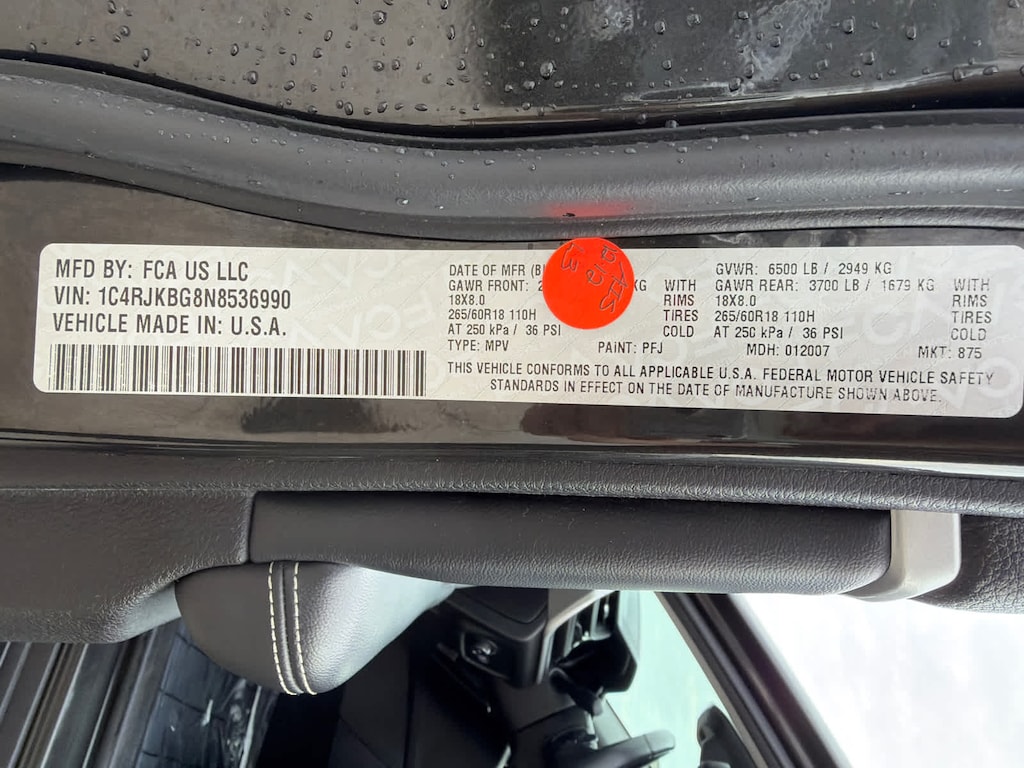 MFD BY: FCA US LLC
VIN: 1C4RJKBG8N8536990
VEHICLE MADE IN: U.S.A.
DATE OF MFR GVWR: 6500 LB / 2949 KG
GAWR FRONT: KG WITH GAWR REAR: 3700 LB / 1679 KG WITH
18X8.0 RIMS 18X8.0 RIMS
265/60R18 110H TIRES 265/60R18 110H TIRES
AT 250 kPa / 36 PSI COLD AT 250 kPa / 36 PSI COLD
TYPE: MPV PAINT: PFJ MDH: 012007 MKT: 875
THIS VEHICLE CONFORMS TO ALL APPLICABLE U.S.A. FEDERAL MOTOR VEHICLE SAFETY
STANDARDS IN EFFECT ON THE DATE OF MANUFACTURE SHOWN ABOVE.